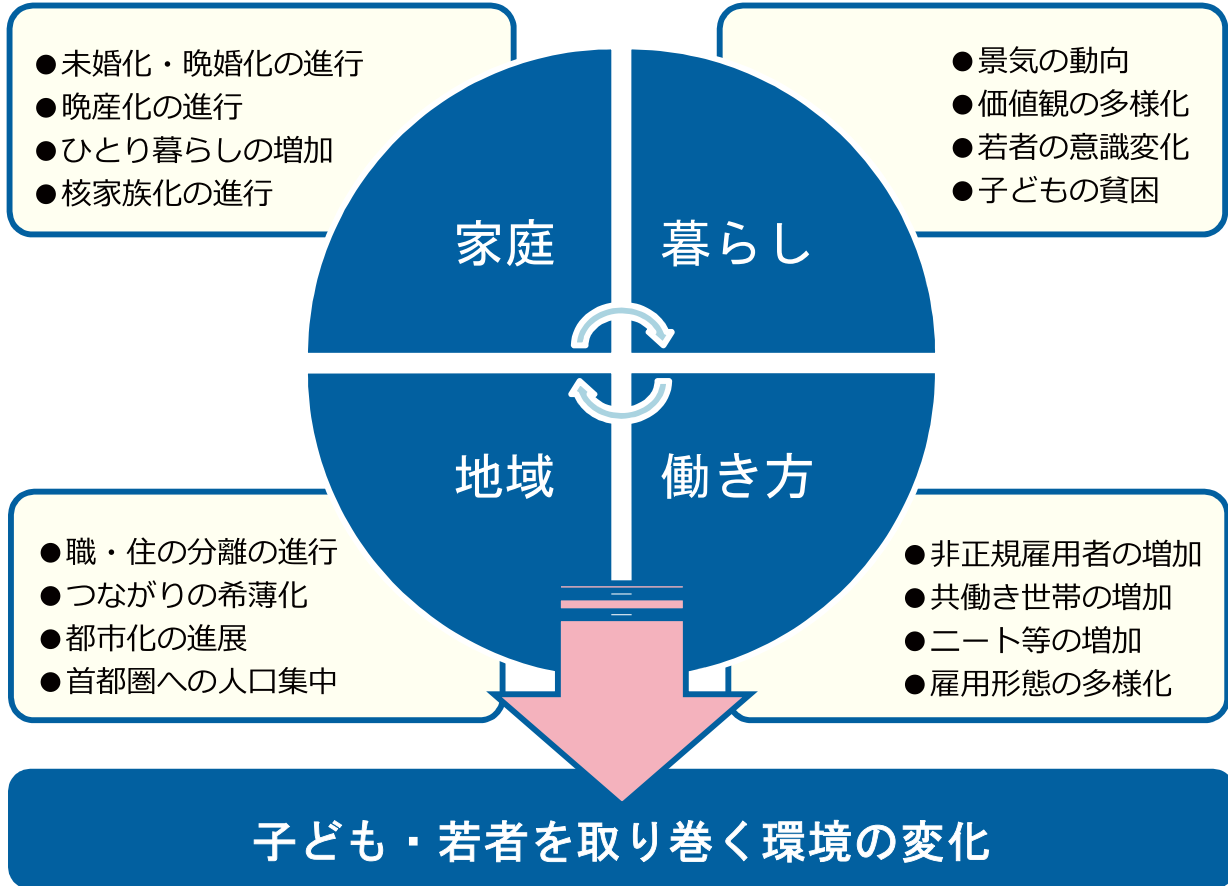 ●未婚化・晩婚化の進行
●晩産化の進行
●ひとり暮らしの増加
●核家族化の進行
●景気の動向
●価値観の多様化
●若者の意識変化
●子どもの貧困
家庭
暮らし
地域
働き方
●職・住の分離の進行
●つながりの希薄化
●都市化の進展
●首都圏への人口集中
●非正規雇用者の増加
●共働き世帯の増加
●ニート等の増加
●雇用形態の多様化
子ども・若者を取り巻く環境の変化